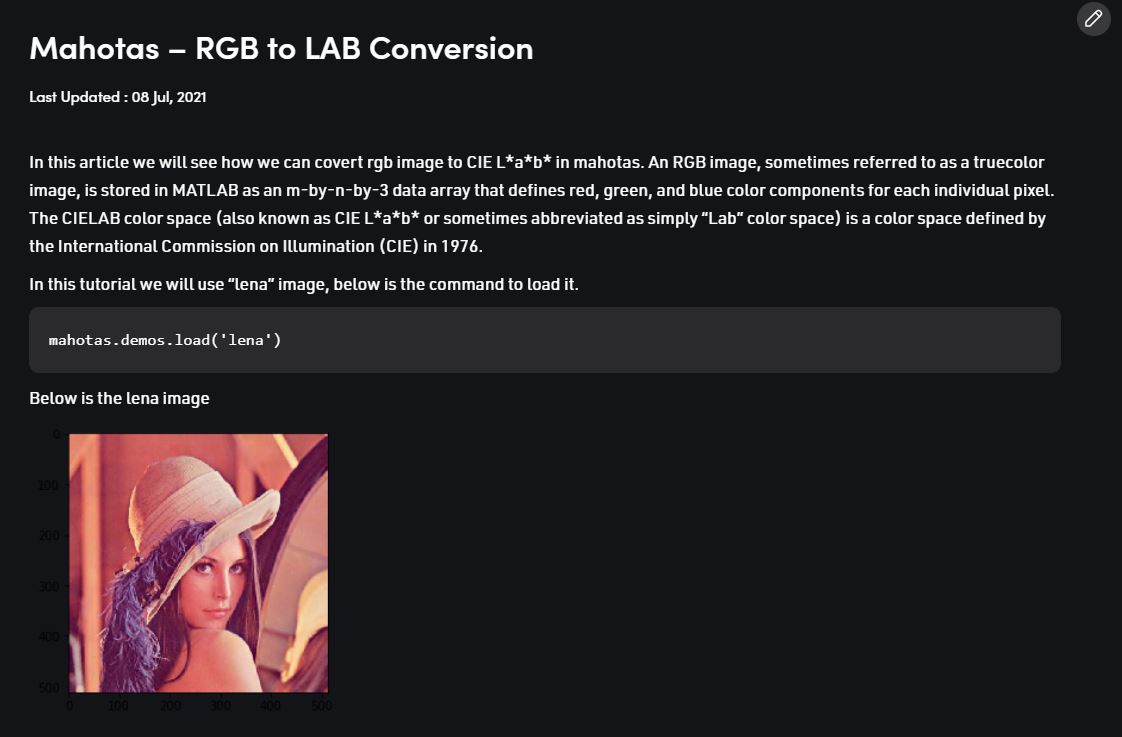 Mahotas – RGB to LAB Conversion
Last Updated : 08 Jul, 2021
In this article we will see how we can covert rgb image to CIE L*a*b* in mahotas. An RGB image, sometimes referred to as a truecolor
image, is stored in MATLAB as an m-by-n-by-3 data array that defines red, green, and blue color components for each individual pixel.
The CIELAB color space (also known as CIE L*a*b* or sometimes abbreviated as simply “Lab” color space) is a color space defined by
the International Commission on Illumination (CIE) in 1976.
In this tutorial we will use “lena” image, below is the command to load it.
mahotas.demos.load('lena')
Below is the lena image
0
100
200
300
400
500
0 100 200 300 400 500